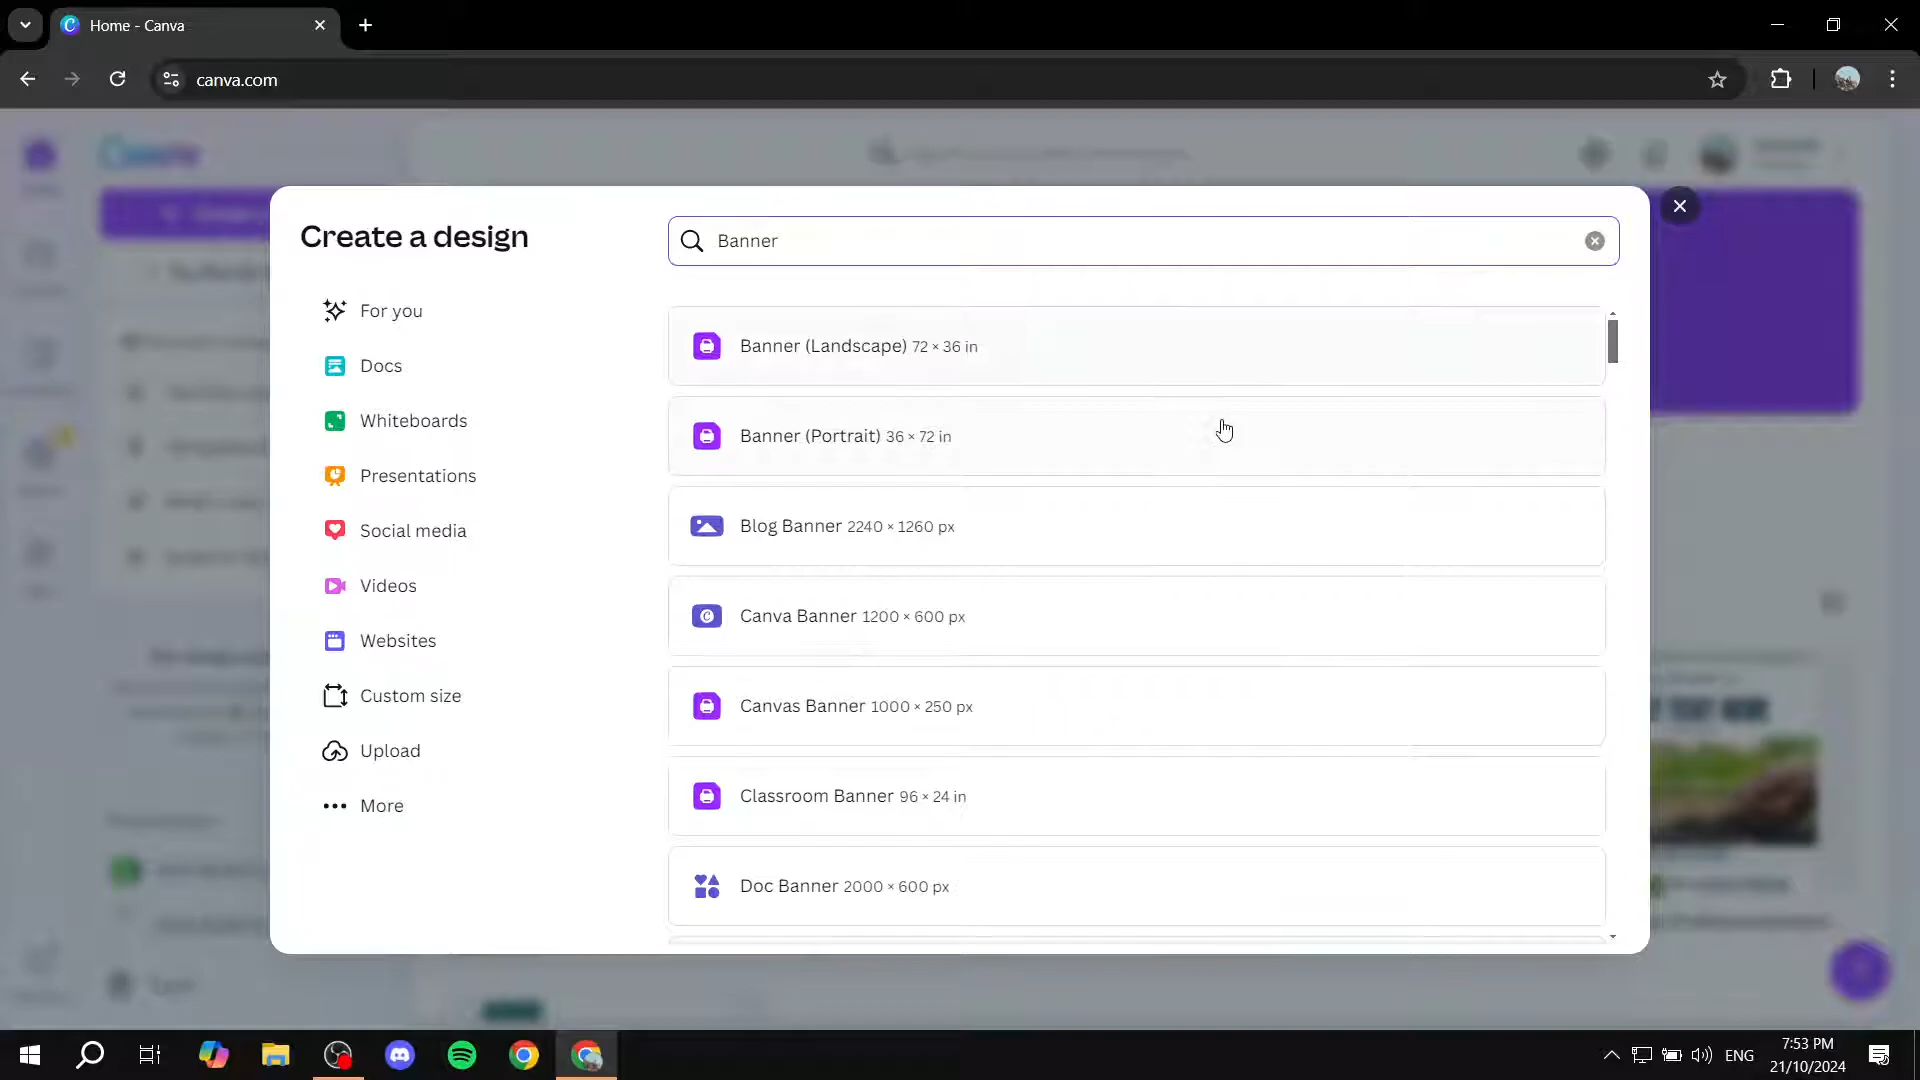 Home - Canva
canva.com
Create a design
Banner
For you
Docs
Whiteboards
Presentations
Social media
Videos
Websites
Custom size
Upload
More
Banner (Landscape) 72 × 36 in
Banner (Portrait) 36 × 72 in
Blog Banner 2240 × 1260 px
Canva Banner 1200 × 600 px
Canvas Banner 1000 × 250 px
Classroom Banner 96 × 24 in
Doc Banner 2000 × 600 px
ENG
7:53 PM
21/10/2024